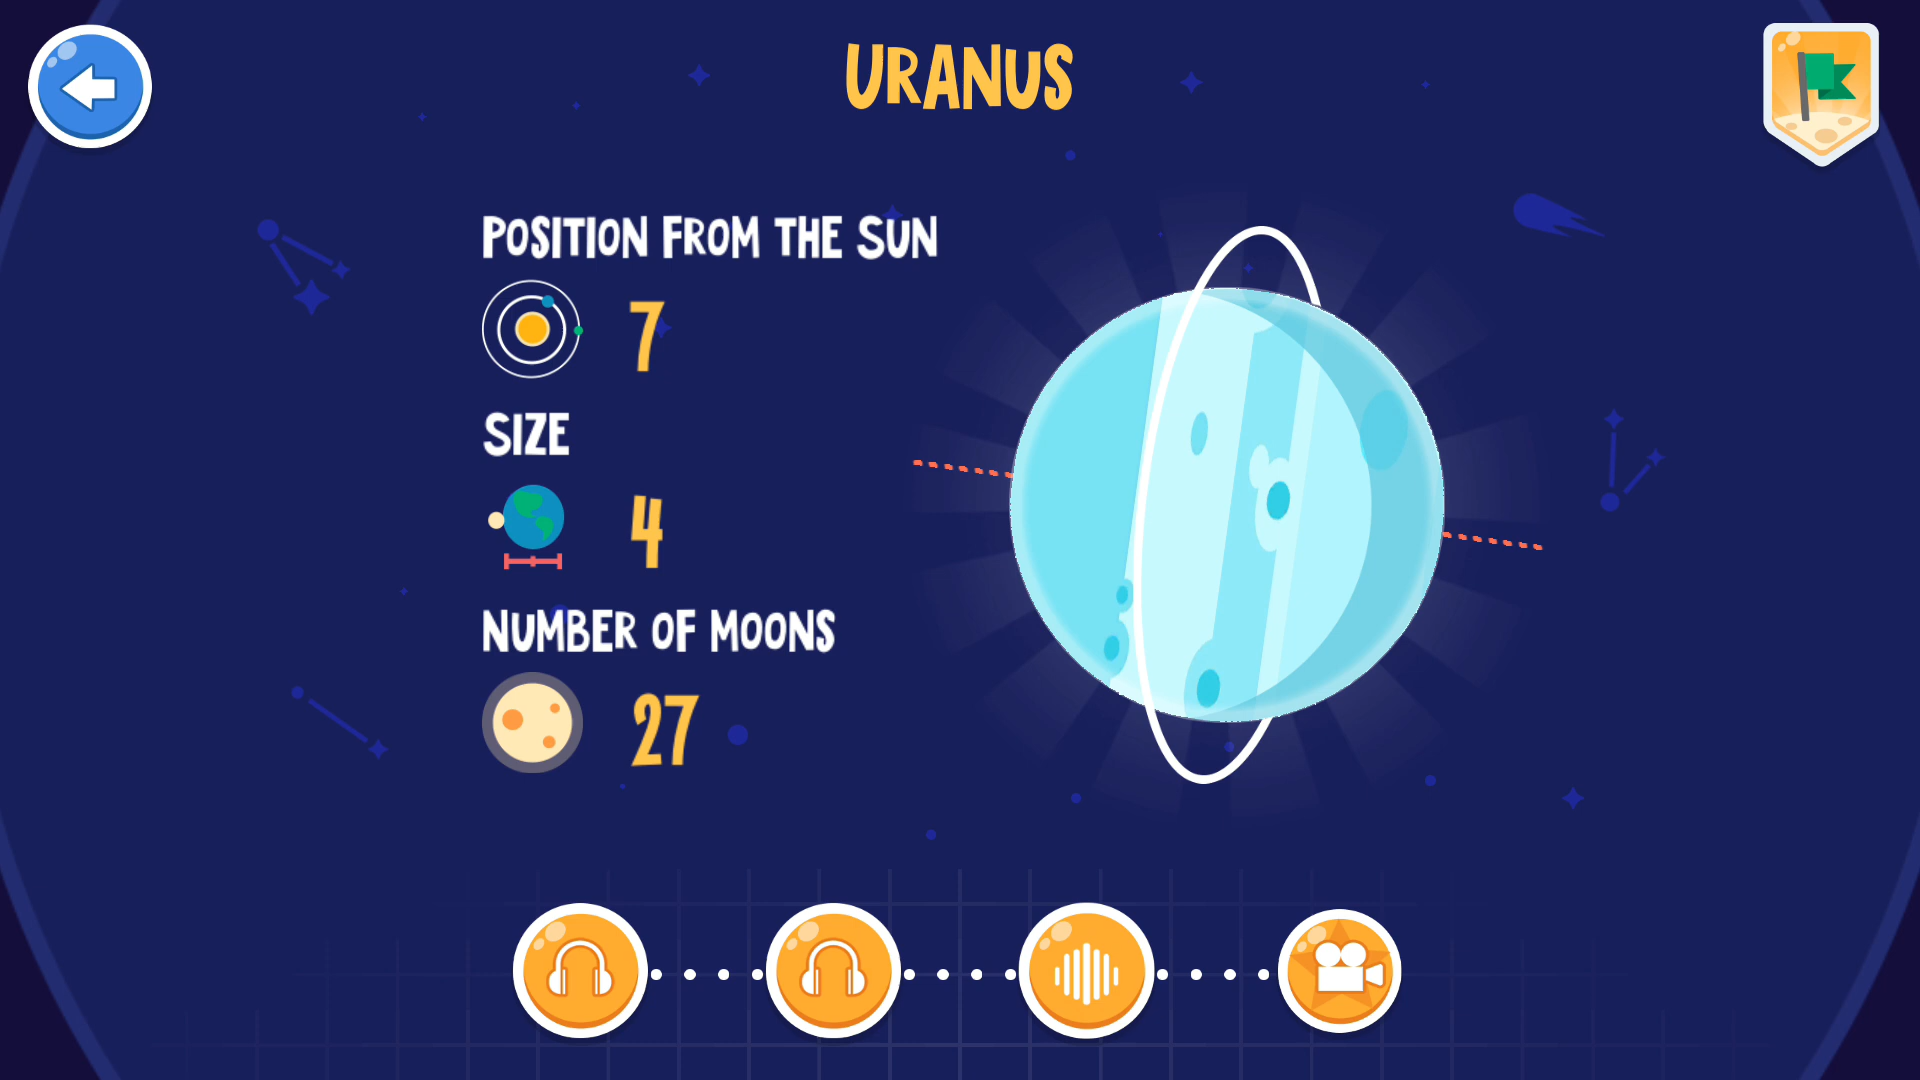 URANUS
POSITION FROM THE SUN
7
SIZE
4
NUMBER OF MOONS
27